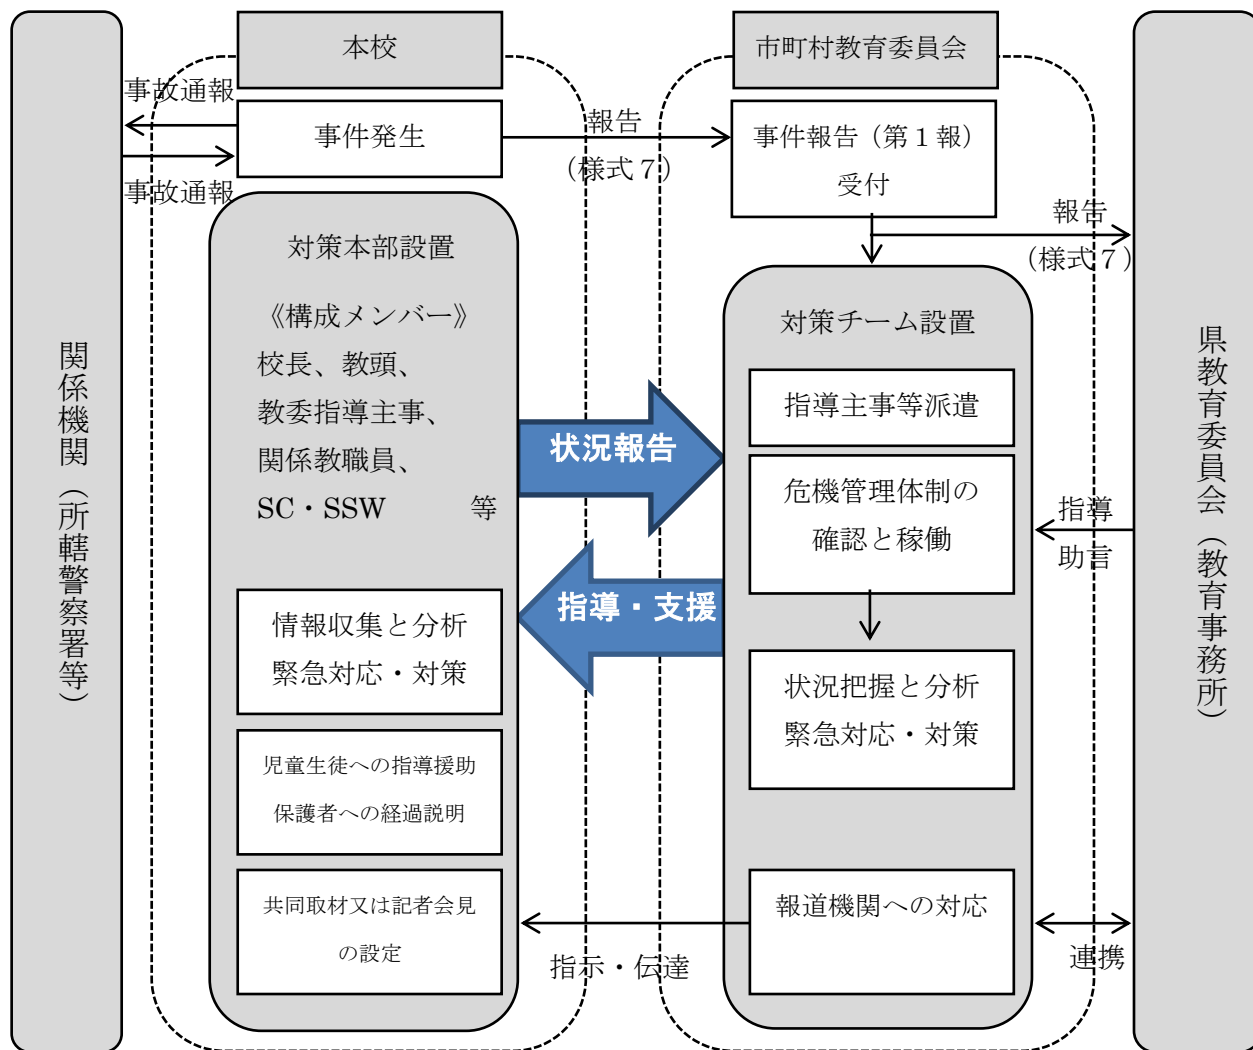 本校
市町村教育委員会
事故通報
事件発生
事故通報
報告
(様式７)
事件報告（第１報）
受付
報告
(様式７)
関係機関（所轄警察署等）
対策本部設置
《構成メンバー》
校長、教頭、
教委指導主事、
関係教職員、
SC・SSW　　　等
情報収集と分析
緊急対応・対策
児童生徒への指導援助
保護者への経過説明
共同取材又は記者会見
の設定
状況報告
指導・支援
指示・伝達
対策チーム設置
指導主事等派遣
危機管理体制の
確認と稼働
状況把握と分析
緊急対応・対策
報道機関への対応
指導
助言
連携
県教育委員会（教育事務所）